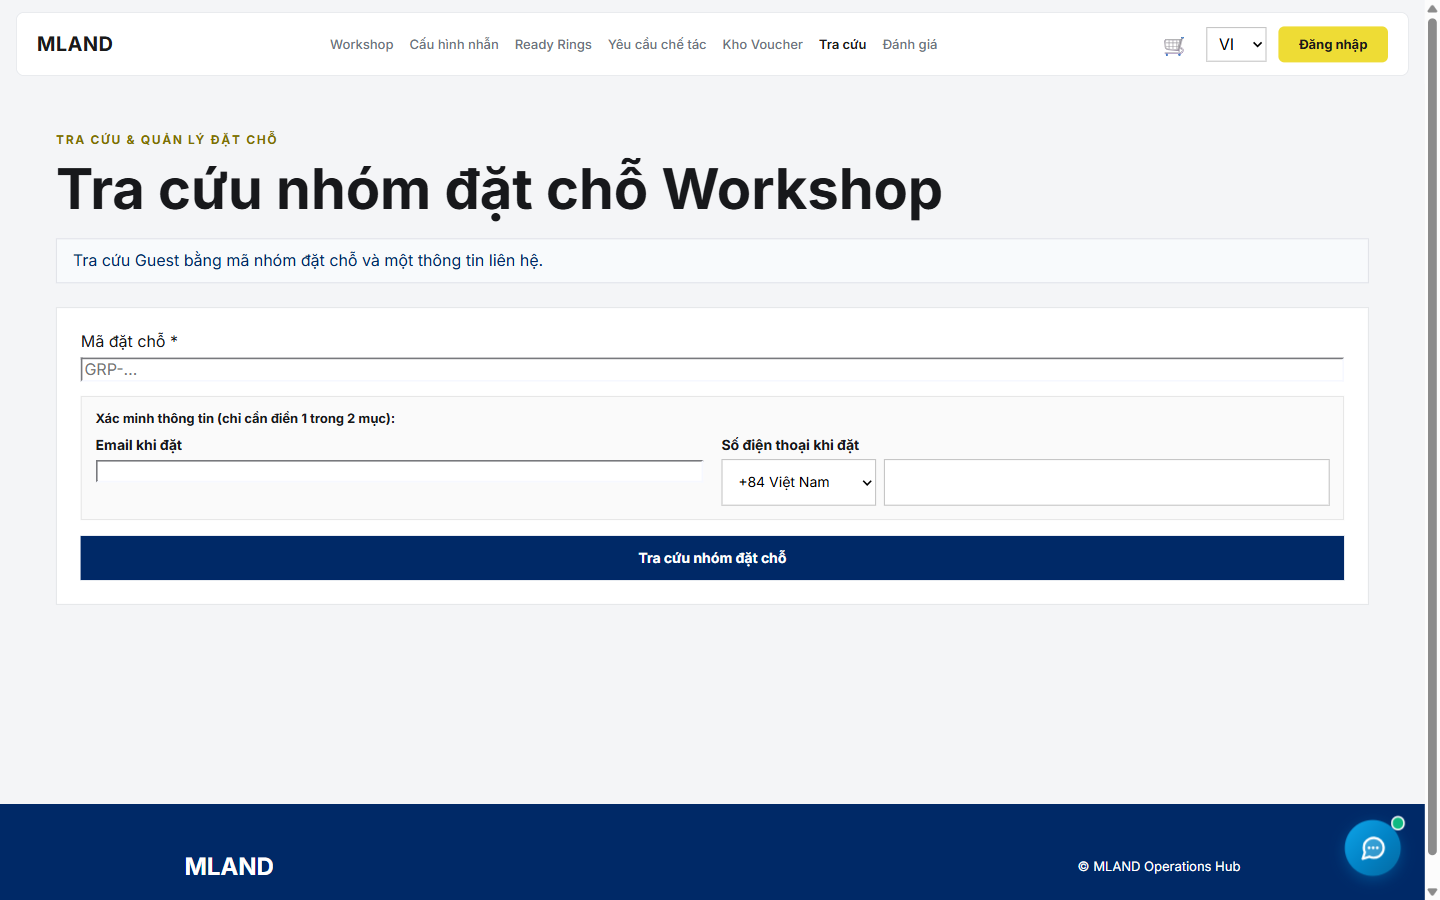 MLAND
Workshop
Cấu hình nhẫn
Ready Rings
Yêu cầu chế tác
Kho Voucher
Tra cứu
Đánh giá
VI
Đăng nhập
TRA CỨU & QUẢN LÝ ĐẶT CHỖ
Tra cứu nhóm đặt chỗ Workshop
Tra cứu Guest bằng mã nhóm đặt chỗ và một thông tin liên hệ.
Mã đặt chỗ *
GRP-...
Xác minh thông tin (chỉ cần điền 1 trong 2 mục):
Email khi đặt
Số điện thoại khi đặt
+84 Việt Nam
Tra cứu nhóm đặt chỗ
MLAND
© MLAND Operations Hub